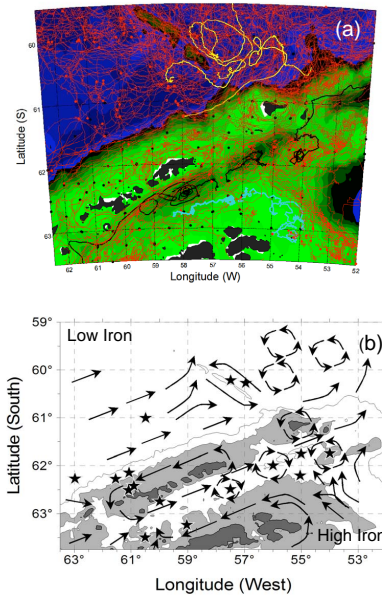 (a)
Latitude (S)
60
61
62
63
62 61 60 59 58 57 56 55 54 53 52
Longitude (W)
(b)
Low Iron
High Iron
Latitude (South)
59°
60°
61°
62°
63°
63° 61° 59° 57° 55° 53°
Longitude (West)